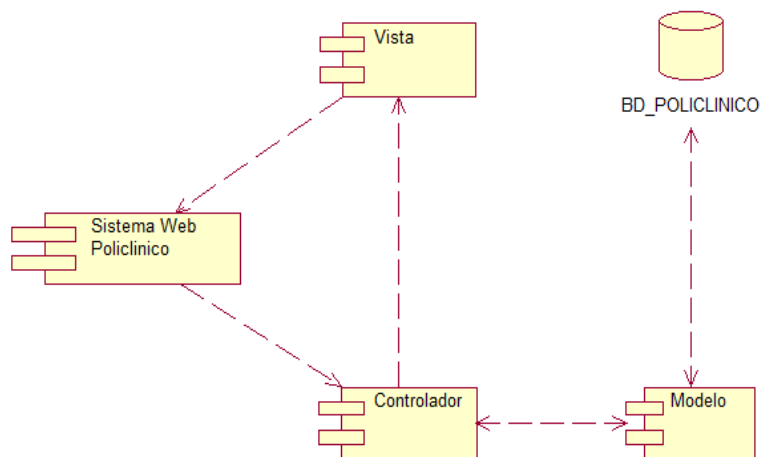 Vista
BD_POLICLINICO
Sistema Web
Policlinico
Controlador
Modelo